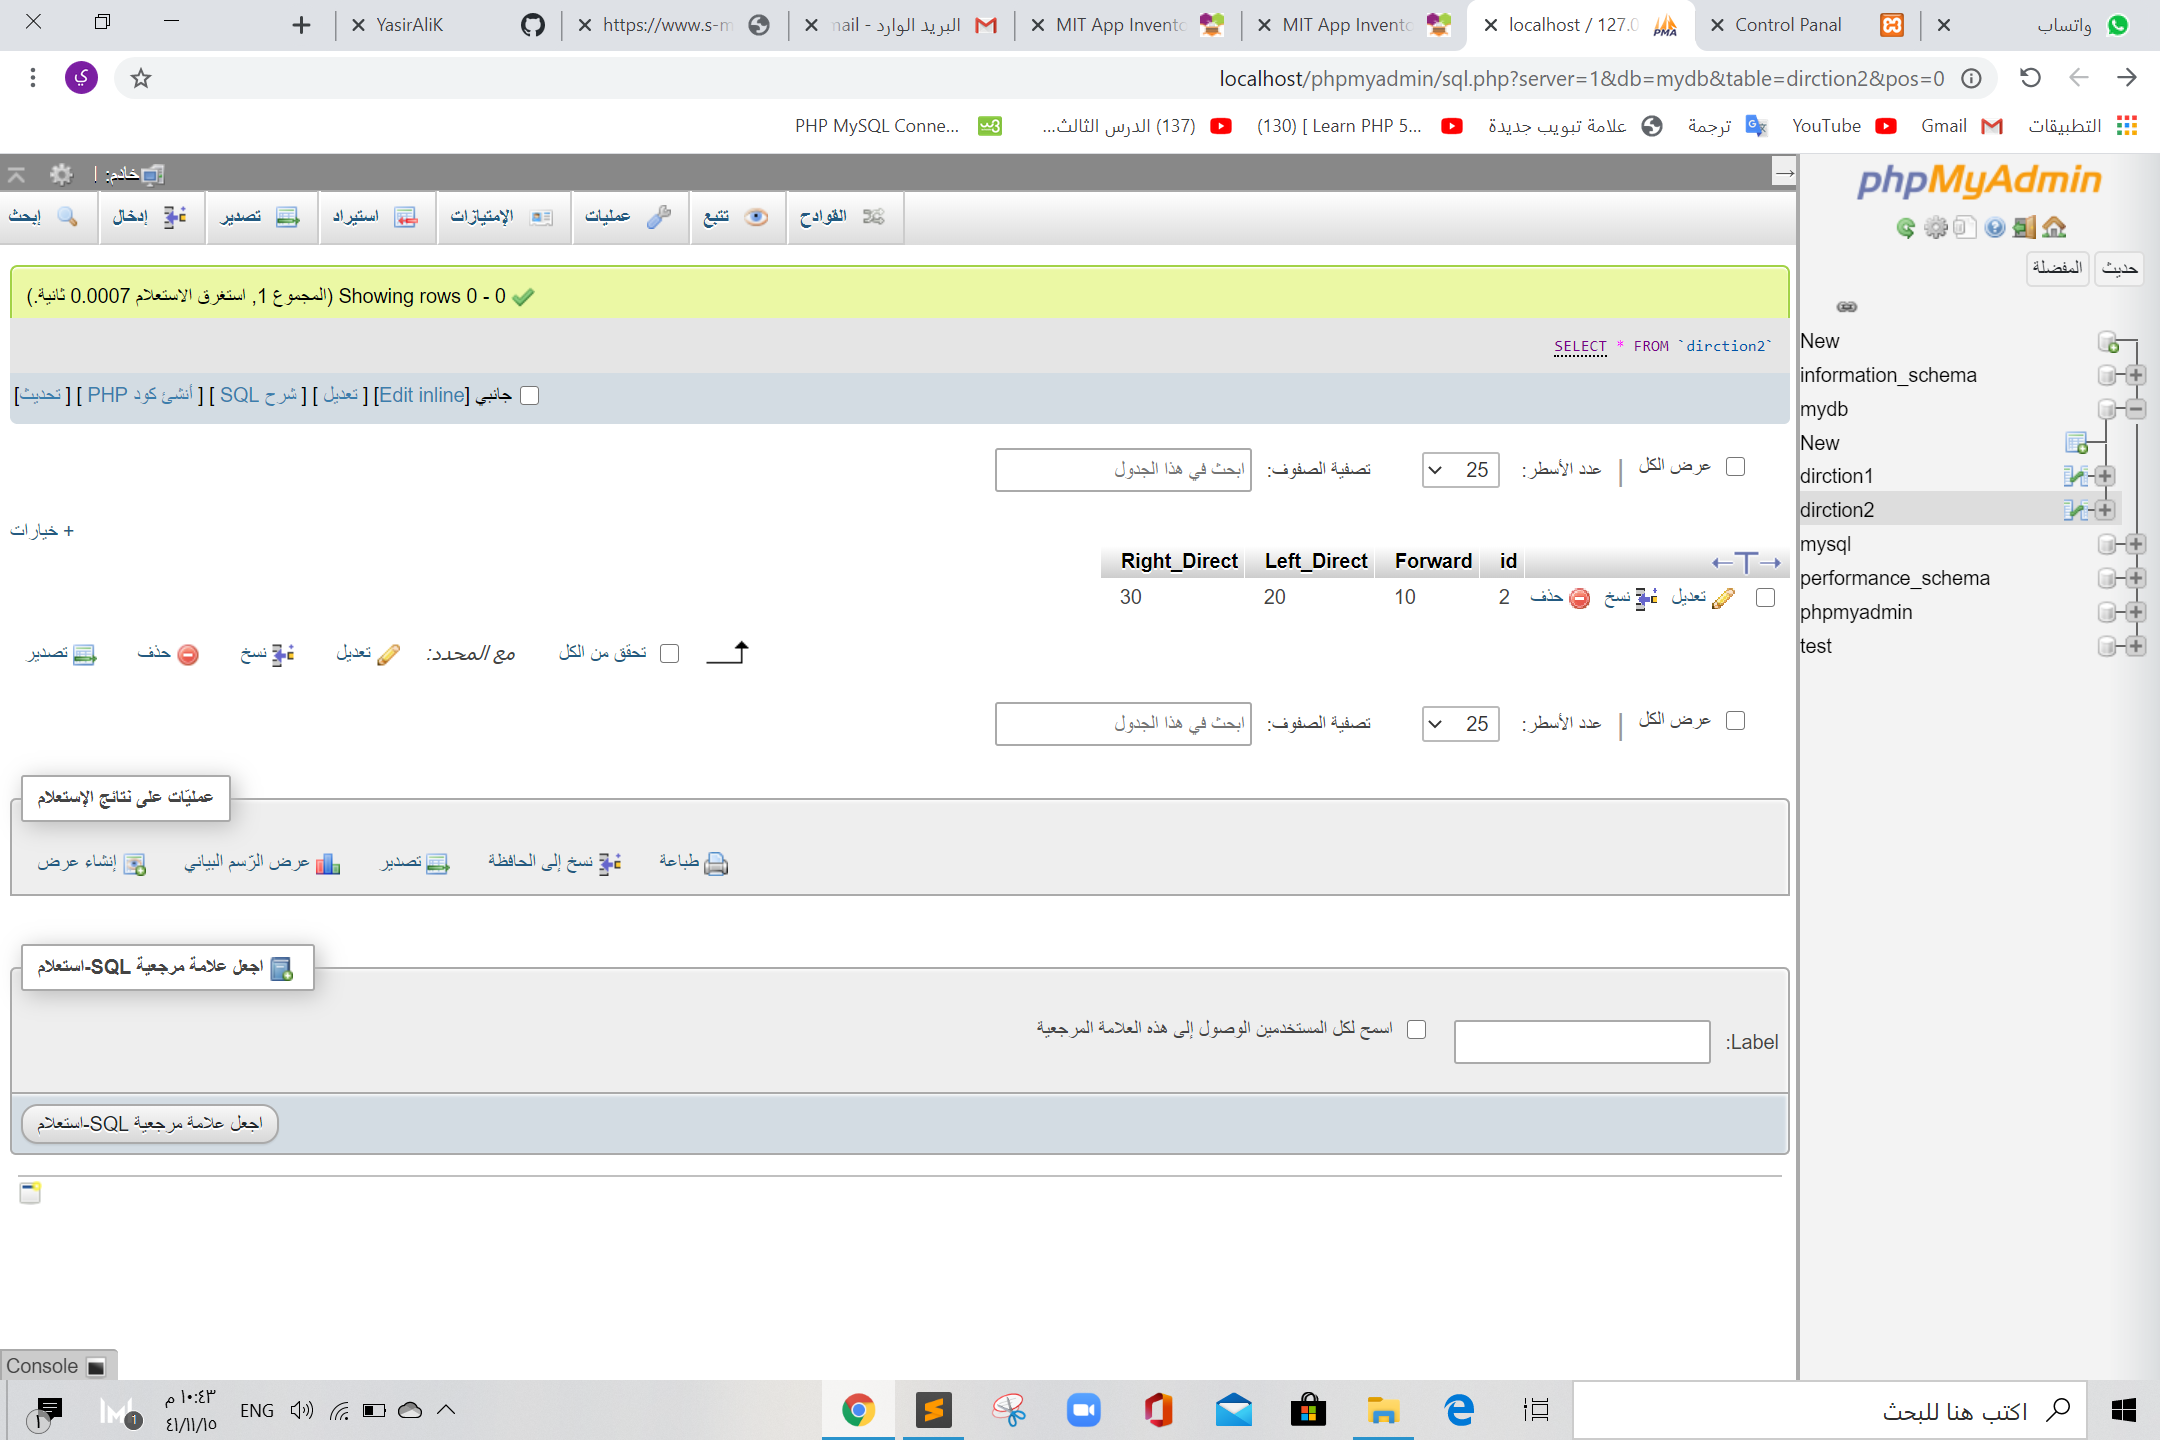 واتساب
Control Panal
localhost / 127.0
MIT App Invento
MIT App Invento
البريد الوارد - mail
https://www.s-m
YasirAliK
localhost/phpmyadmin/sql.php?server=1&db=mydb&table=dirction2&pos=0
ي
التطبيقات
Gmail
YouTube
ترجمة
علامة تبويب جديدة
(130) [ Learn PHP 5...
(137) الدرس الثالث...
PHP MySQL Conne...
phpMyAdmin
حديث
المفضلة
New
information_schema
mydb
New
dirction1
dirction2
mysql
performance_schema
phpmyadmin
test
خادم:
القوادح
تتبع
عمليات
الإمتيازات
استيراد
تصدير
إدخال
إبحث
Showing rows 0 - 0 (المجموع 1, استغرق الاستعلام 0.0007 ثانية.)
SELECT * FROM `dirction2`
جانبي [Edit inline] [ تعديل ] [ شرح SQL ] [ أنشئ كود PHP ] [ تحديث]
عرض الكل
عدد الأسطر:
25
تصفية الصفوف:
ابحث في هذا الجدول
+ خيارات
id
Forward
Left_Direct
Right_Direct
تعديل
نسخ
حذف
2
10
20
30
تحقق من الكل
مع المحدد:
تعديل
نسخ
حذف
تصدير
عرض الكل
عدد الأسطر:
25
تصفية الصفوف:
ابحث في هذا الجدول
عمليّات على نتائج الإستعلام
طباعة
نسخ إلى الحافظة
تصدير
عرض الرّسم البياني
إنشاء عرض
اجعل علامة مرجعية SQL-استعلام
Label:
اسمح لكل المستخدمين الوصول إلى هذه العلامة المرجعية
اجعل علامة مرجعية SQL-استعلام
Console
اكتب هنا للبحث
ENG
١٠:٤٣ م
٤١/١١/١٥
1
١